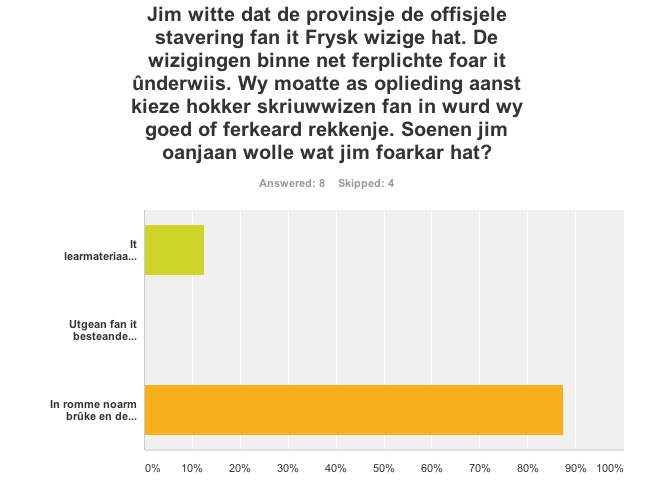 Jim witte dat de provinsje de offisjele
stavering fan it Frysk wizige hat. De
wizigingen binne net ferplichte foar it
ûnderwiis. Wy moatte as oplieding aanst
kieze hokker skriuwwizen fan in wurd wy
goed of ferkeard rekkenje. Soenen jim
oanjaan wolle wat jim foarkar hat?
Answered: 8 Skipped: 4
It
learmateriaa...
Utgean fan it
besteande...
In romme noarm
brûke en de...
0% 10% 20% 30% 40% 50% 60% 70% 80% 90% 100%